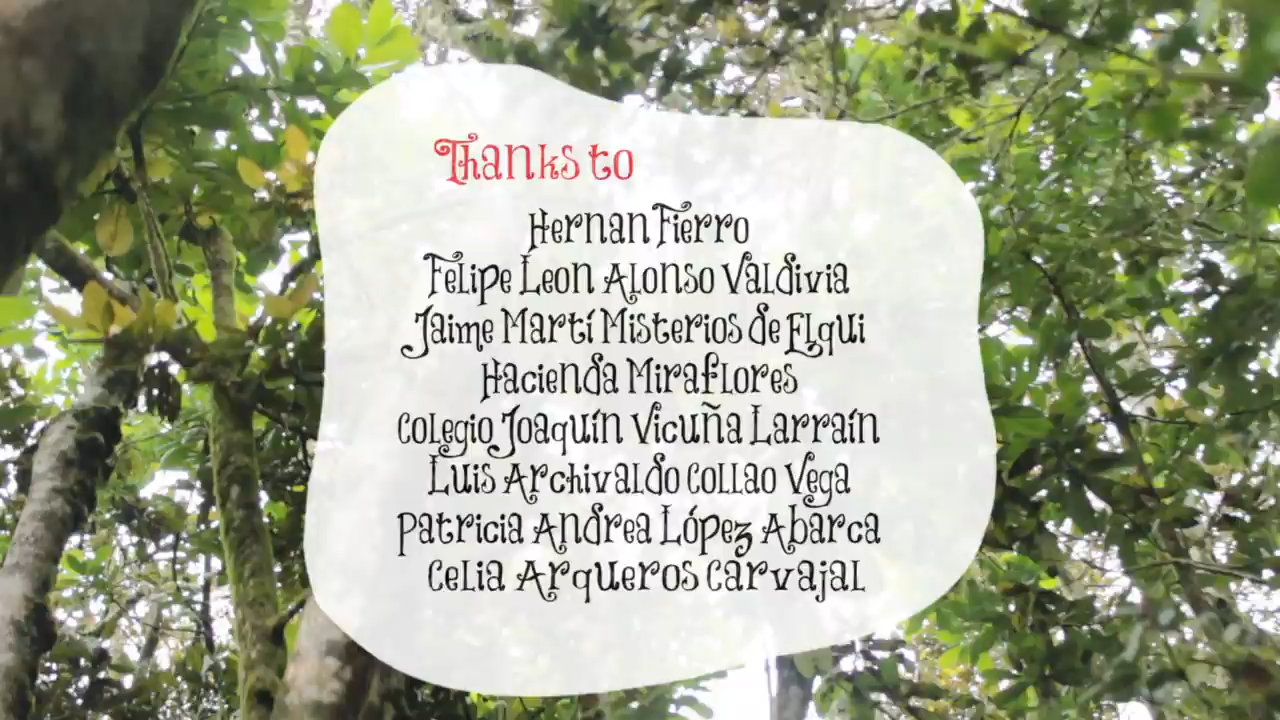 Thanks to
Hernan Fierro
Felipe Leon Alonso Valdivia
Jaime Martí Misterios de Elqui
Hacienda Miraflores
Colegio Joaquín Vicuña Larraín
Luis Archivaldo Collao Vega
Patricia Andrea López Abarca
Celia Arqueros Carvajal